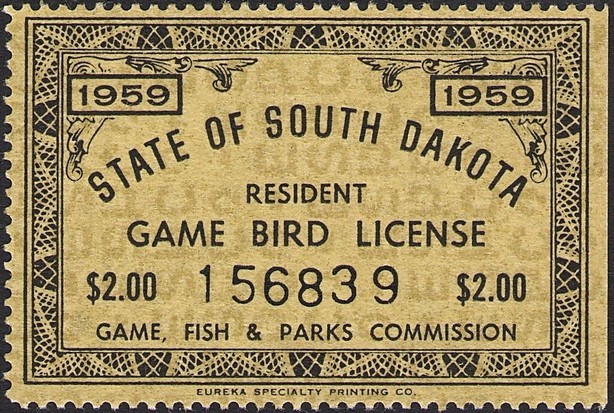 1959 1959
STATE OF SOUTH DAKOTA
RESIDENT
GAME BIRD LICENSE
$2.00 156839 $2.00
GAME, FISH & PARKS COMMISSION
EUREKA SPECIALTY PRINTING CO.